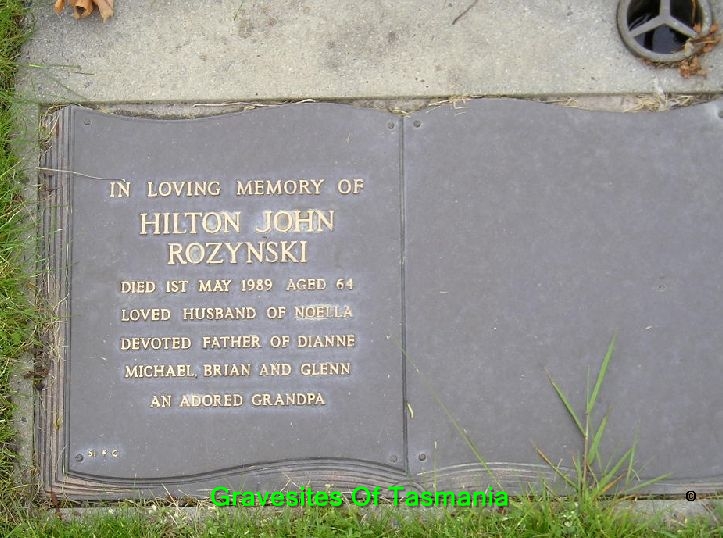 IN LOVING MEMORY OF
HILTON JOHN
ROZYNSKI
DIED 1ST MAY 1989 AGED 64
LOVED HUSBAND OF NOELLA
DEVOTED FATHER OF DIANNE
MICHAEL, BRIAN AND GLENN
AN ADORED GRANDPA
Gravesites Of Tasmania
©